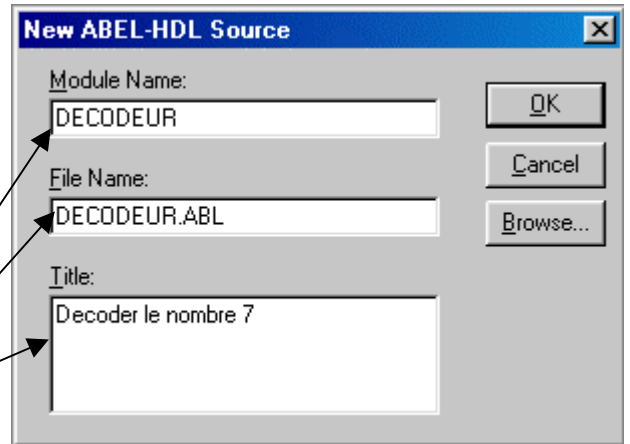 New ABEL-HDL Source
Module Name:
DECODEUR
OK
File Name:
DECODEUR.ABL
Cancel
Browse...
Title:
Decoder le nombre 7